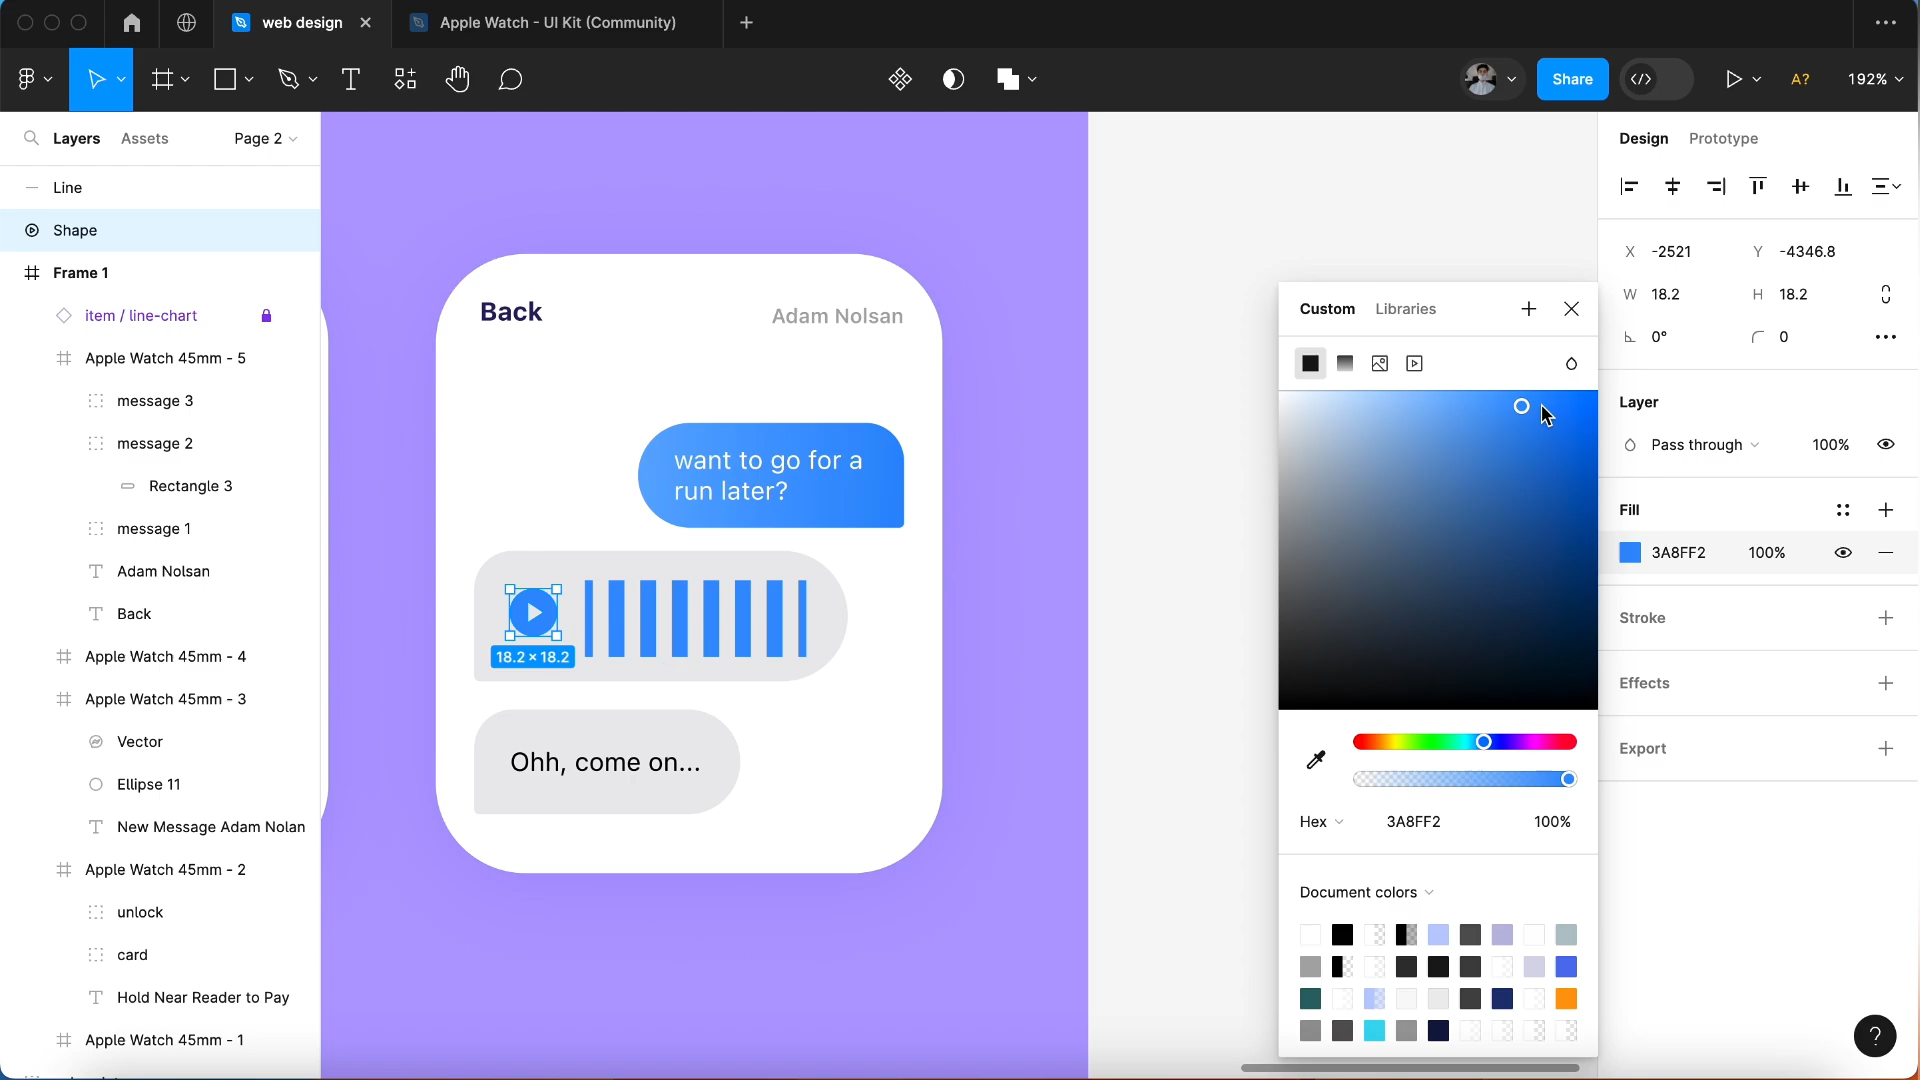 web design
Apple Watch - UI Kit (Community)
Share
A?
192%
Layers
Assets
Page 2
Line
Shape
Frame 1
item / line-chart
Apple Watch 45mm - 5
message 3
message 2
Rectangle 3
message 1
Adam Nolsan
Back
Apple Watch 45mm - 4
Apple Watch 45mm - 3
Vector
Ellipse 11
New Message Adam Nolan
Apple Watch 45mm - 2
unlock
card
Hold Near Reader to Pay
Apple Watch 45mm - 1
Back
Adam Nolsan
want to go for a
run later?
18.2 × 18.2
Ohh, come on...
Custom
Libraries
Hex
3A8FF2
100%
Document colors
Design
Prototype
X -2521
Y -4346.8
W 18.2
H 18.2
0°
0
Layer
Pass through
100%
Fill
3A8FF2
100%
Stroke
Effects
Export
?